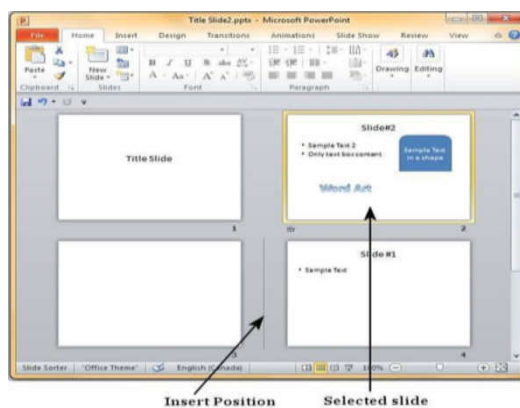 Title Slide2.pptx - Microsoft PowerPoint
File Home Insert Design Transitions Animations Slide Show Review View
Paste New Slide Drawing Editing
Clipboard Slides Font Paragraph
Title Slide
1
Slide#2
• Sample Text 2
• Only text box content
Sample Text
in a shape
Word Art
2
3
Slide #1
• Sample Text
4
Slide Sorter "Office Theme" English (Canada) 100%
Insert Position Selected slide